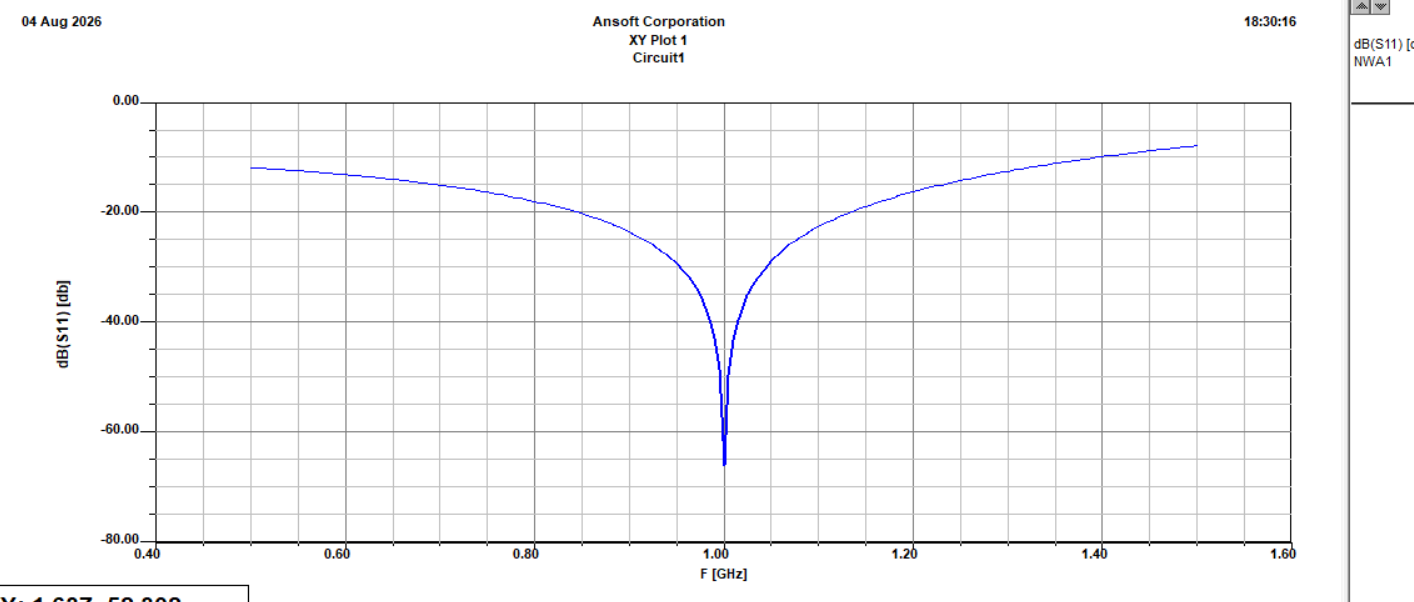 04 Aug 2026
Ansoft Corporation
18:30:16
XY Plot 1
Circuit1
dB(S11)
NWA1
0.00
-20.00
-40.00
-60.00
-80.00
dB(S11) [db]
0.40
0.60
0.80
1.00
1.20
1.40
1.60
F [GHz]